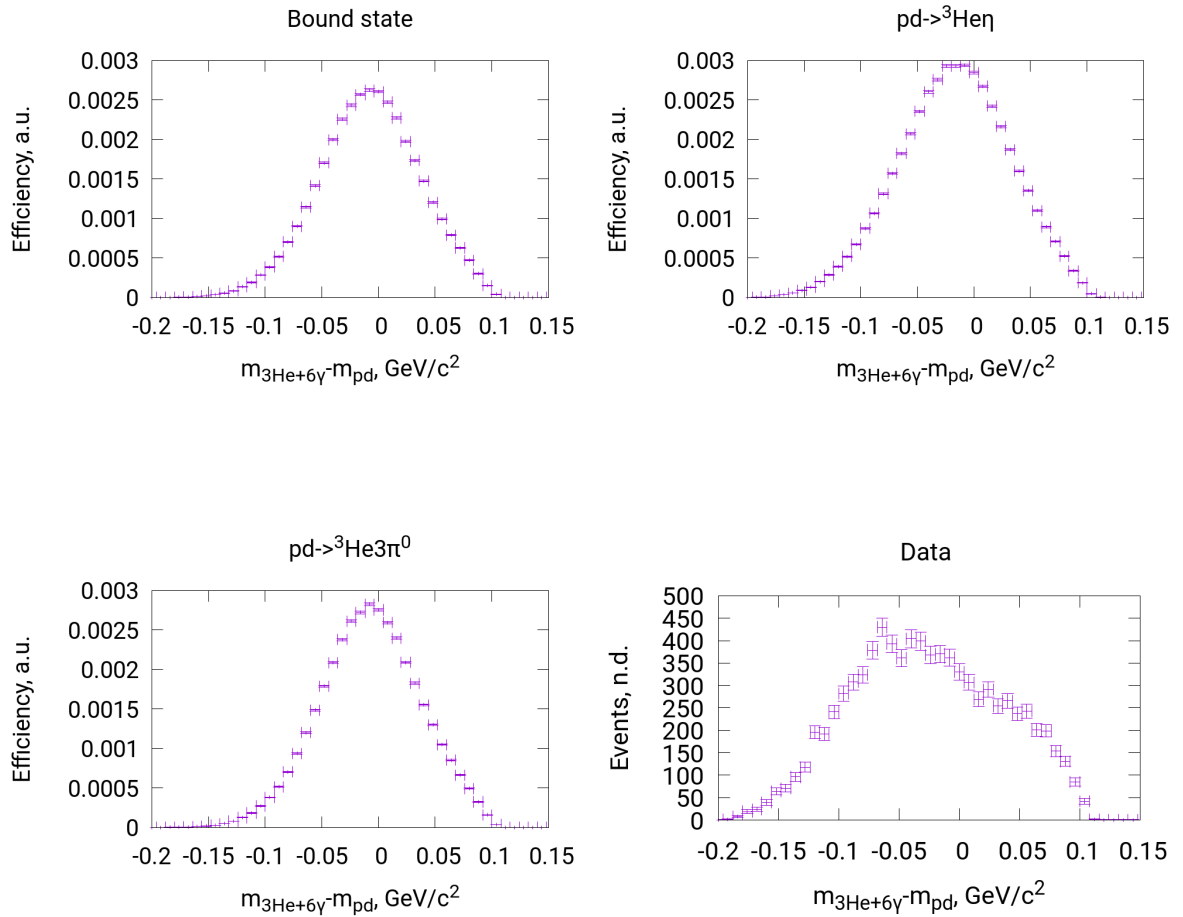 Bound state
Efficiency, a.u.
0.003
0.0025
0.002
0.0015
0.001
0.0005
0
-0.2 -0.15 -0.1 -0.05 0 0.05 0.1 0.15
m3He+6γ-mpd, GeV/c²
pd->³Heη
Efficiency, a.u.
0.003
0.0025
0.002
0.0015
0.001
0.0005
0
-0.2 -0.15 -0.1 -0.05 0 0.05 0.1 0.15
m3He+6γ-mpd, GeV/c²
pd->³He3π⁰
Efficiency, a.u.
0.003
0.0025
0.002
0.0015
0.001
0.0005
0
-0.2 -0.15 -0.1 -0.05 0 0.05 0.1 0.15
m3He+6γ-mpd, GeV/c²
Data
Events, n.d.
500
450
400
350
300
250
200
150
100
50
0
-0.2 -0.15 -0.1 -0.05 0 0.05 0.1 0.15
m3He+6γ-mpd, GeV/c²